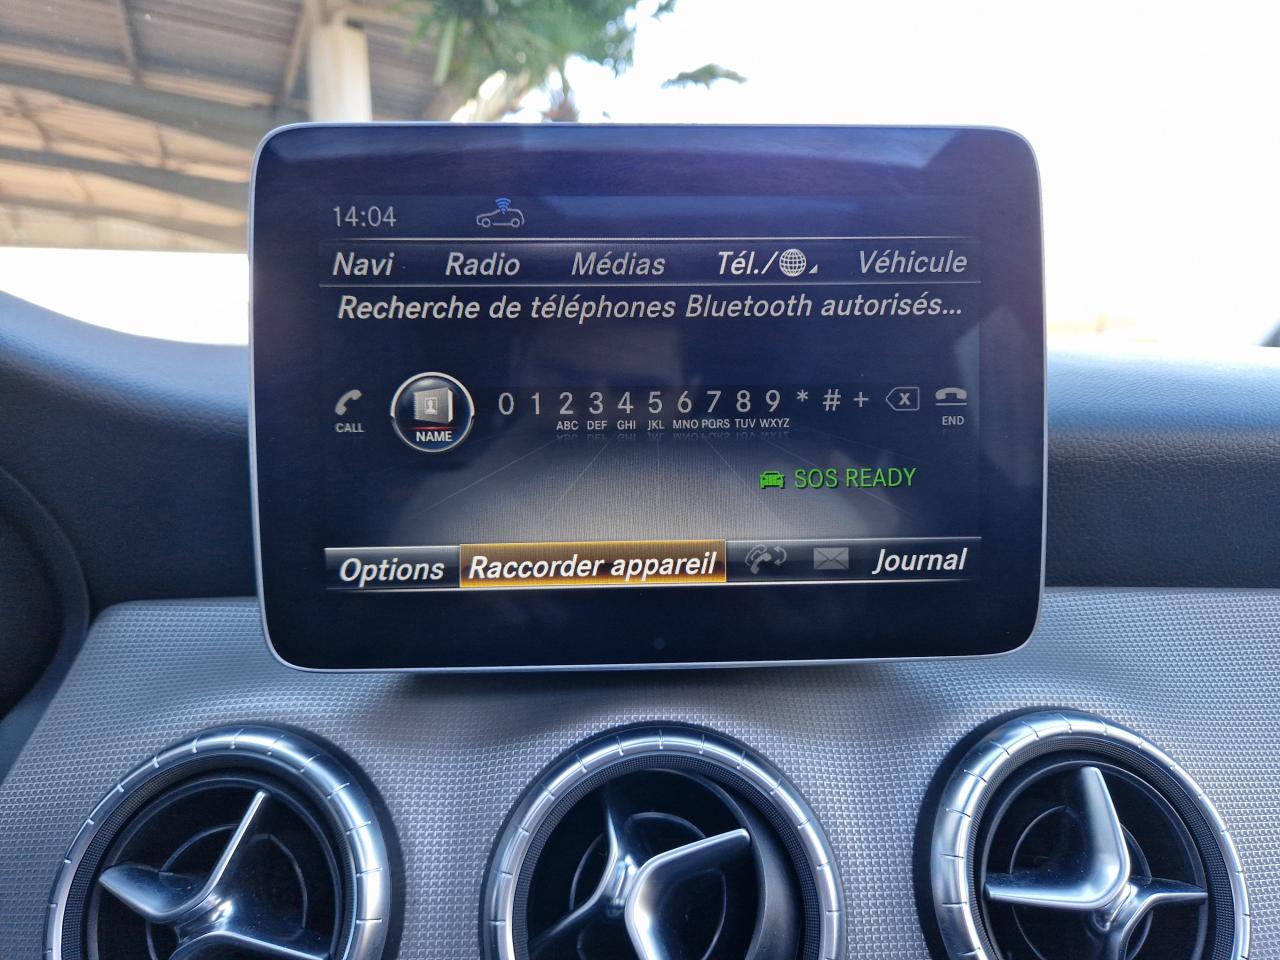 14:04
Navi Radio Médias Tél./ Véhicule
Recherche de téléphones Bluetooth autorisés...
CALL NAME 0 1 2 3 4 5 6 7 8 9 * # + X END
ABC DEF GHI JKL MNO PQRS TUV WXYZ
SOS READY
Options Raccorder appareil Journal